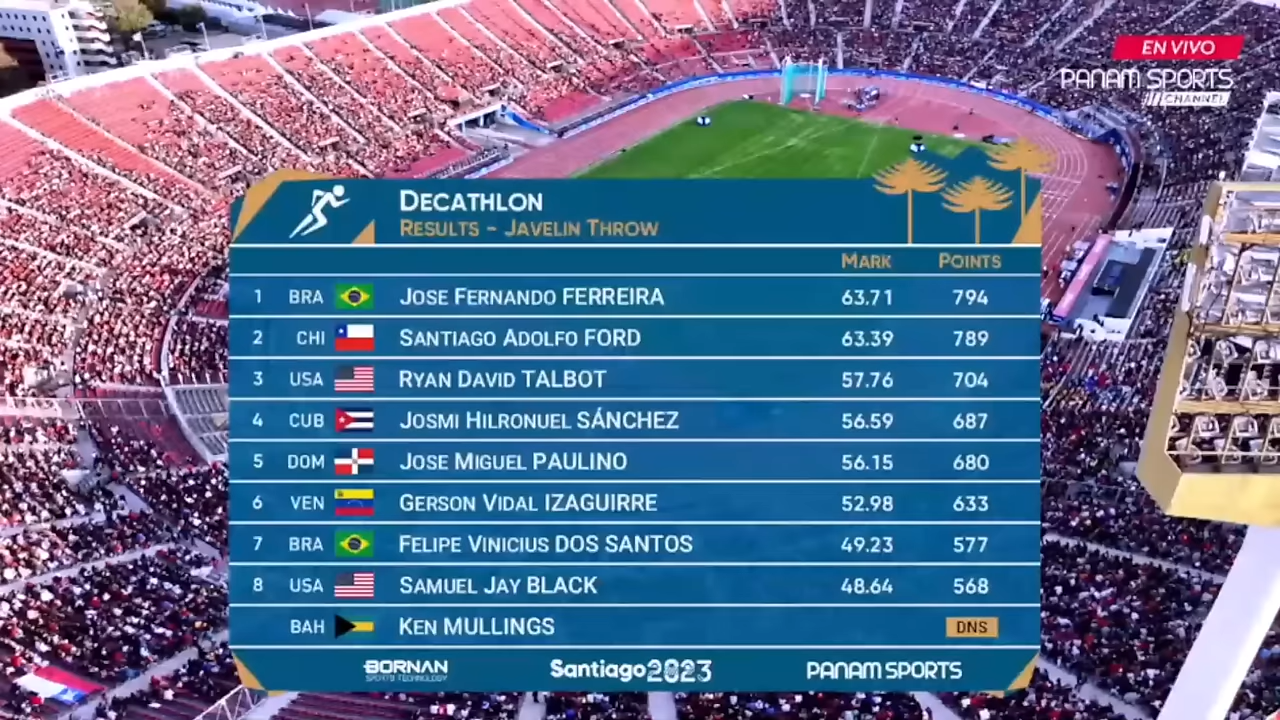 EN VIVO
PANAM SPORTS
CHANNEL
DECATHLON
RESULTS - JAVELIN THROW
MARK POINTS
1 BRA JOSE FERNANDO FERREIRA 63.71 794
2 CHI SANTIAGO ADOLFO FORD 63.39 789
3 USA RYAN DAVID TALBOT 57.76 704
4 CUB JOSMI HILRONUEL SÁNCHEZ 56.59 687
5 DOM JOSE MIGUEL PAULINO 56.15 680
6 VEN GERSON VIDAL IZAGUIRRE 52.98 633
7 BRA FELIPE VINICIUS DOS SANTOS 49.23 577
8 USA SAMUEL JAY BLACK 48.64 568
BAH KEN MULLINGS DNS
BORNAN Santiago2023 PANAM SPORTS
SPORTS TECHNOLOGY